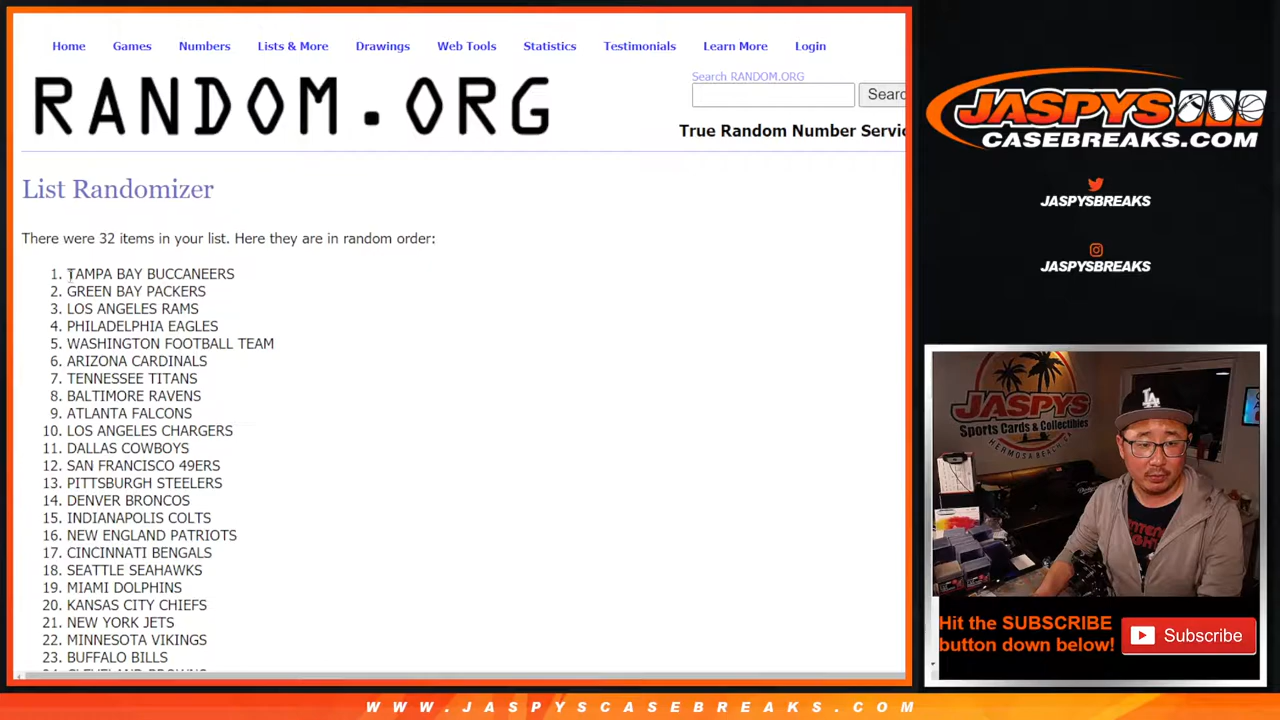 Home Games Numbers Lists & More Drawings Web Tools Statistics Testimonials Learn More Login
RANDOM.ORG
Search RANDOM.ORG
Searc
True Random Number Servic
List Randomizer
There were 32 items in your list. Here they are in random order:
1. TAMPA BAY BUCCANEERS
2. GREEN BAY PACKERS
3. LOS ANGELES RAMS
4. PHILADELPHIA EAGLES
5. WASHINGTON FOOTBALL TEAM
6. ARIZONA CARDINALS
7. TENNESSEE TITANS
8. BALTIMORE RAVENS
9. ATLANTA FALCONS
10. LOS ANGELES CHARGERS
11. DALLAS COWBOYS
12. SAN FRANCISCO 49ERS
13. PITTSBURGH STEELERS
14. DENVER BRONCOS
15. INDIANAPOLIS COLTS
16. NEW ENGLAND PATRIOTS
17. CINCINNATI BENGALS
18. SEATTLE SEAHAWKS
19. MIAMI DOLPHINS
20. KANSAS CITY CHIEFS
21. NEW YORK JETS
22. MINNESOTA VIKINGS
23. BUFFALO BILLS
JASPYS
CASEBREAKS.COM
JASPYSBREAKS
JASPYSBREAKS
JASPYS
Sports Cards & Collectibles
HERMOSA BEACH, CA
LA
Hit the SUBSCRIBE
button down below!
Subscribe
WWW.JASPYSCASEBREAKS.COM